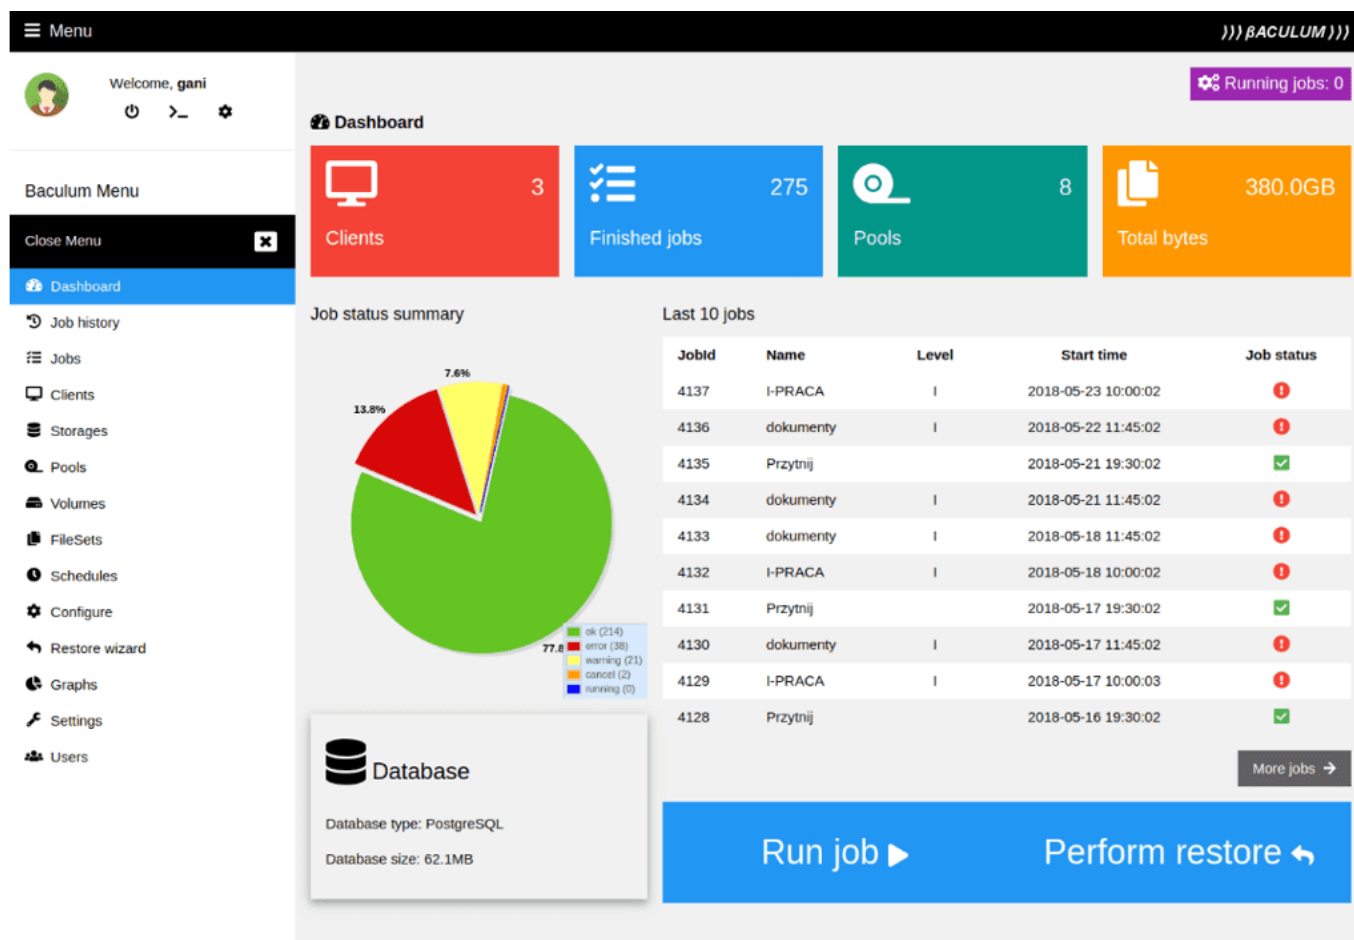 Menu
))) βACULUM )))
Welcome, gani
Running jobs: 0
Dashboard
Baculum Menu
Close Menu
Dashboard
Job history
Jobs
Clients
Storages
Pools
Volumes
FileSets
Schedules
Configure
Restore wizard
Graphs
Settings
Users
3
Clients
275
Finished jobs
8
Pools
380.0GB
Total bytes
Job status summary
7.6%
13.8%
77.8
ok (214)
error (38)
warning (21)
cancel (2)
running (0)
Database
Database type: PostgreSQL
Database size: 62.1MB
Last 10 jobs
JobId Name Level Start time Job status
4137 I-PRACA I 2018-05-23 10:00:02
4136 dokumenty I 2018-05-22 11:45:02
4135 Przytnij 2018-05-21 19:30:02
4134 dokumenty I 2018-05-21 11:45:02
4133 dokumenty I 2018-05-18 11:45:02
4132 I-PRACA I 2018-05-18 10:00:02
4131 Przytnij 2018-05-17 19:30:02
4130 dokumenty I 2018-05-17 11:45:02
4129 I-PRACA I 2018-05-17 10:00:03
4128 Przytnij 2018-05-16 19:30:02
More jobs
Run job
Perform restore